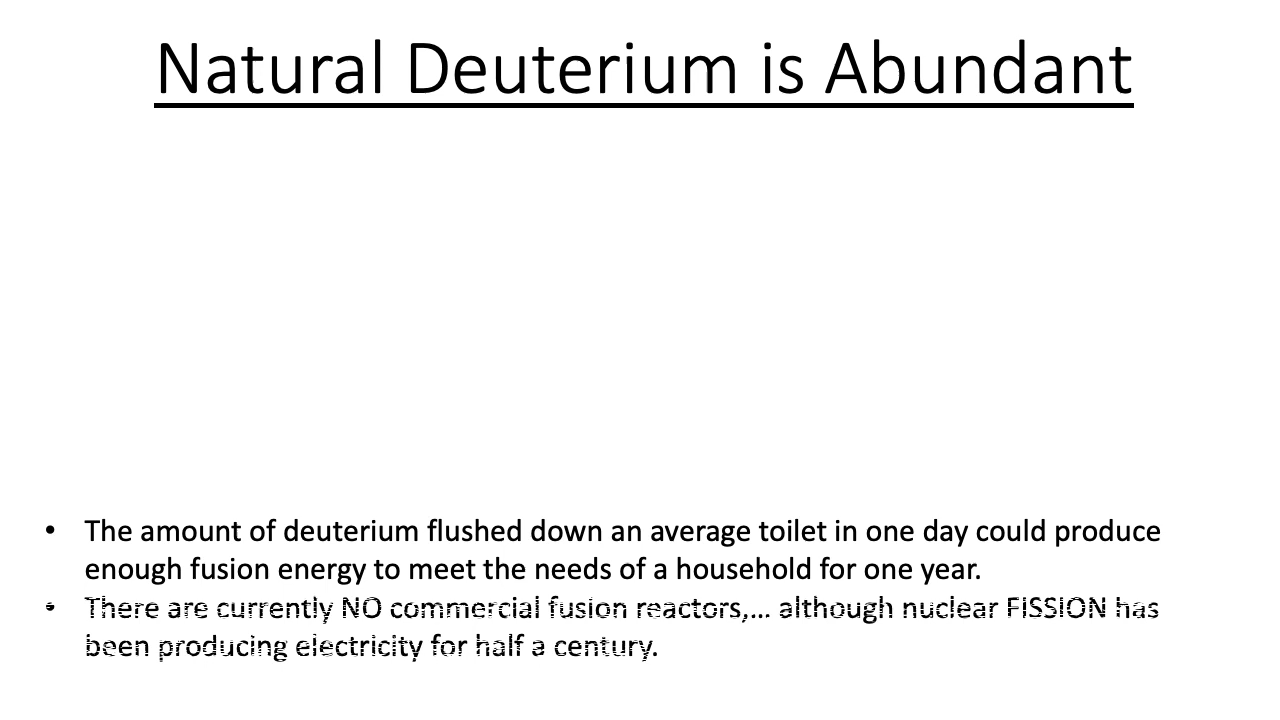 Natural Deuterium is Abundant
• The amount of deuterium flushed down an average toilet in one day could produce
enough fusion energy to meet the needs of a household for one year.
• There are currently NO commercial fusion reactors,… although nuclear FISSION has
been producing electricity for half a century.